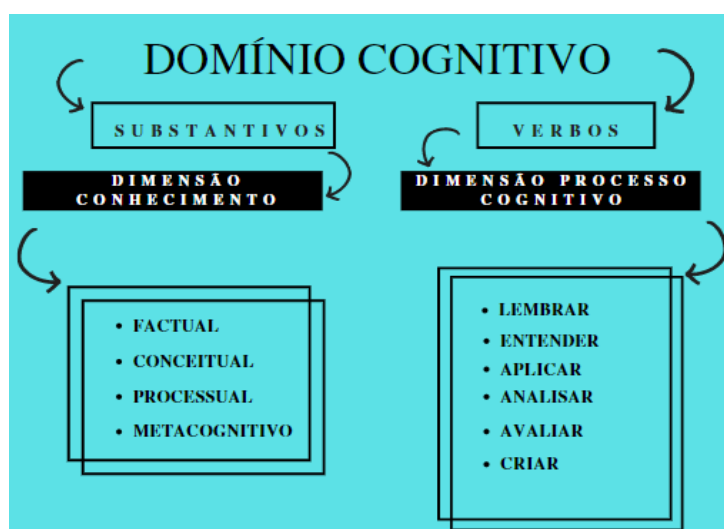 DOMÍNIO COGNITIVO
SUBSTANTIVOS
DIMENSÃO
CONHECIMENTO
• FACTUAL
• CONCEITUAL
• PROCESSUAL
• METACOGNITIVO
VERBOS
DIMENSÃO PROCESSO
COGNITIVO
• LEMBRAR
• ENTENDER
• APLICAR
• ANALISAR
• AVALIAR
• CRIAR